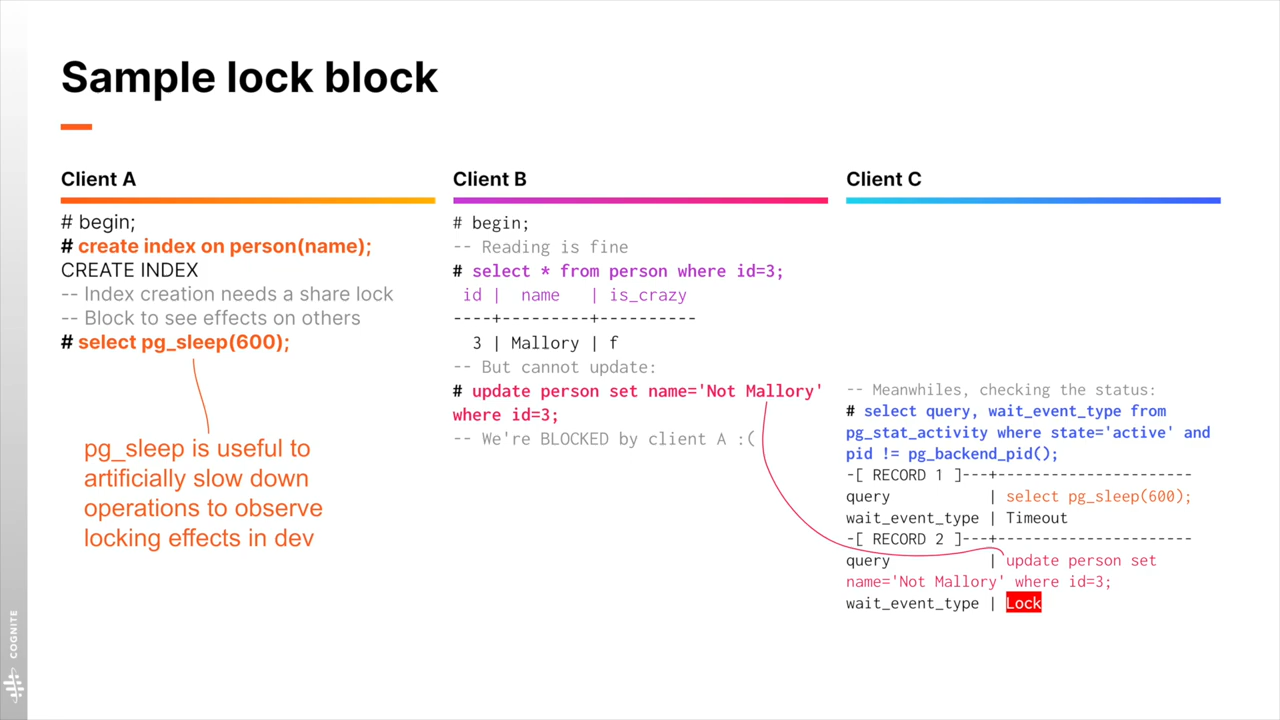 Sample lock block
Client A
# begin;
# create index on person(name);
CREATE INDEX
-- Index creation needs a share lock
-- Block to see effects on others
# select pg_sleep(600);
pg_sleep is useful to
artificially slow down
operations to observe
locking effects in dev
Client B
# begin;
-- Reading is fine
# select * from person where id=3;
id | name | is_crazy
----+---------+----------
3 | Mallory | f
-- But cannot update:
# update person set name='Not Mallory'
where id=3;
-- We're BLOCKED by client A :(
Client C
-- Meanwhiles, checking the status:
# select query, wait_event_type from
pg_stat_activity where state='active' and
pid != pg_backend_pid();
-[ RECORD 1 ]---+-------------------------
query | select pg_sleep(600);
wait_event_type | Timeout
-[ RECORD 2 ]---+-------------------------
query | update person set
name='Not Mallory' where id=3;
wait_event_type | Lock
COGNITE